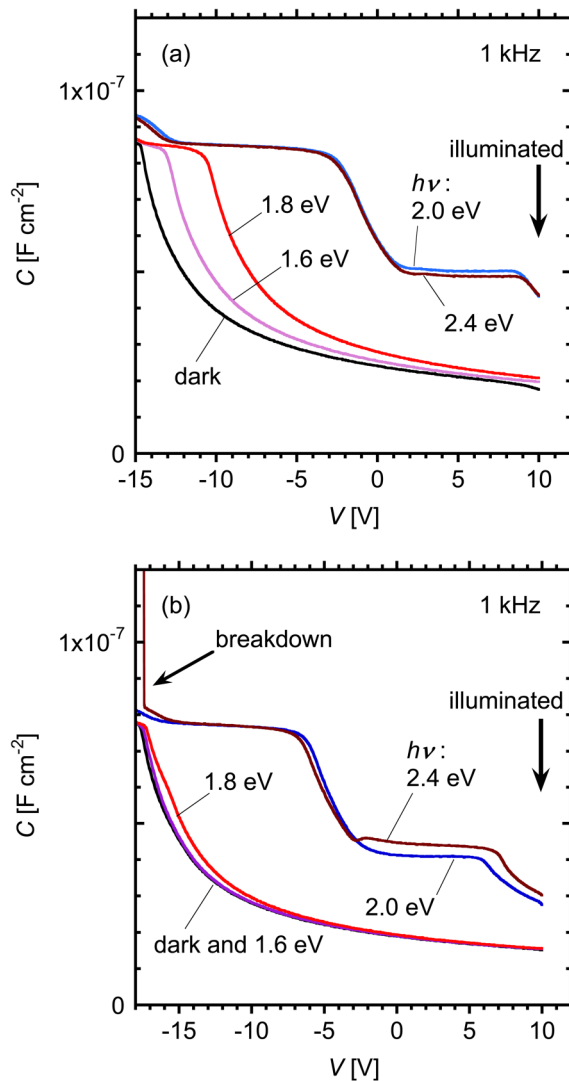 (a)
1 kHz
1x10⁻⁷
illuminated
hν :
2.0 eV
1.8 eV
1.6 eV
2.4 eV
dark
C [F cm⁻²]
0
-15 -10 -5 0 5 10
V [V]
(b)
1 kHz
1x10⁻⁷
breakdown
illuminated
hν :
2.4 eV
1.8 eV
2.0 eV
dark and 1.6 eV
C [F cm⁻²]
0
-15 -10 -5 0 5 10
V [V]